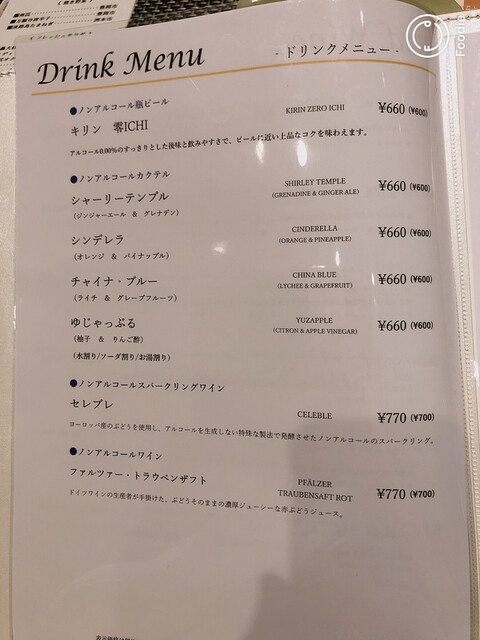 Foodie
Drink Menu
- ドリンクメニュー -
●ノンアルコール瓶ビール
キリン 零ICHI KIRIN ZERO ICHI ¥660 (¥600)
アルコール0.00%のすっきりとした後味と飲みやすさで、ビールに近い上品なコクを味わえます。
●ノンアルコールカクテル
シャーリーテンプル SHIRLEY TEMPLE ¥660 (¥600)
(ジンジャーエール & グレナデン) (GRENADINE & GINGER ALE)
シンデレラ CINDERELLA ¥660 (¥600)
(オレンジ & パイナップル) (ORANGE & PINEAPPLE)
チャイナ・ブルー CHINA BLUE ¥660 (¥600)
(ライチ & グレープフルーツ) (LYCHEE & GRAPEFRUIT)
ゆじゃっぷる YUZAPPLE ¥660 (¥600)
(柚子 & りんご酢) (CITRON & APPLE VINEGAR)
(水割り/ソーダ割り/お湯割り)
●ノンアルコールスパークリングワイン
セレブレ CELEBLE ¥770 (¥700)
ヨーロッパ産のぶどうを使用し、アルコールを生成しない特殊な製法で発酵させたノンアルコールのスパークリング。
●ノンアルコールワイン
ファルツァー・トラウベンザフト PFÄLZER TRAUBENSAFT ROT ¥770 (¥700)
ドイツワインの生産者が手掛けた、ぶどうそのままの濃厚ジューシーな赤ぶどうジュース。